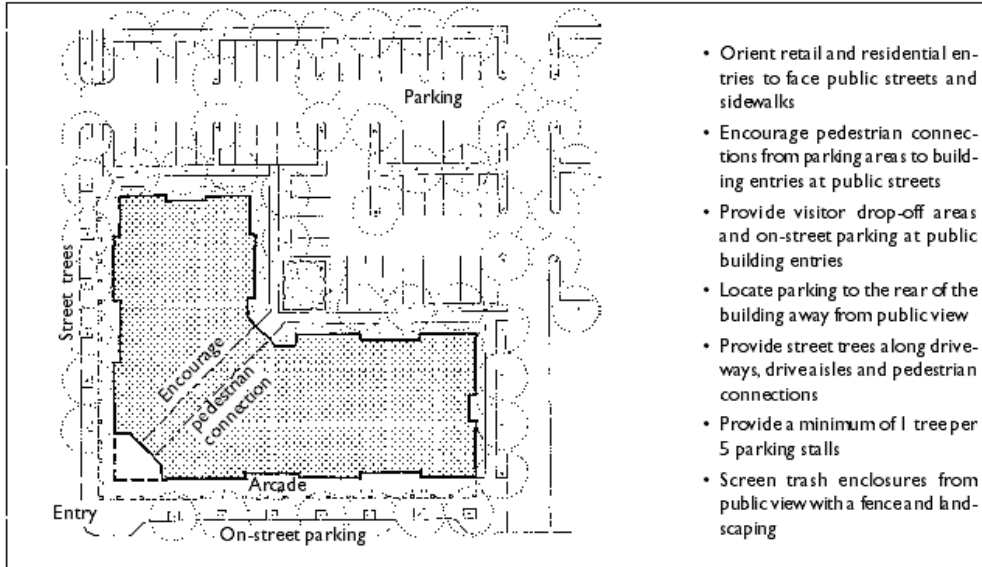 Parking
Street trees
Encourage
pedestrian
connection
Arcade
Entry
On-street parking
• Orient retail and residential en-
tries to face public streets and
sidewalks
• Encourage pedestrian connec-
tions from parking areas to build-
ing entries at public streets
• Provide visitor drop-off areas
and on-street parking at public
building entries
• Locate parking to the rear of the
building away from public view
• Provide street trees along drive-
ways, drive aisles and pedestrian
connections
• Provide a minimum of 1 tree per
5 parking stalls
• Screen trash enclosures from
public view with a fence and land-
scaping